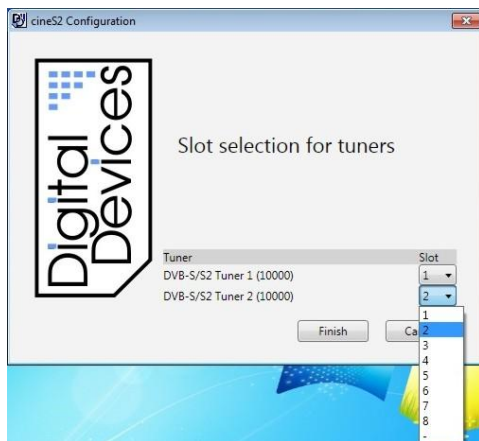 cineS2 Configuration
Digital
Devices
Slot selection for tuners
Tuner Slot
DVB-S/S2 Tuner 1 (10000) 1
DVB-S/S2 Tuner 2 (10000) 2
Finish
1
2
3
4
5
6
7
8
-